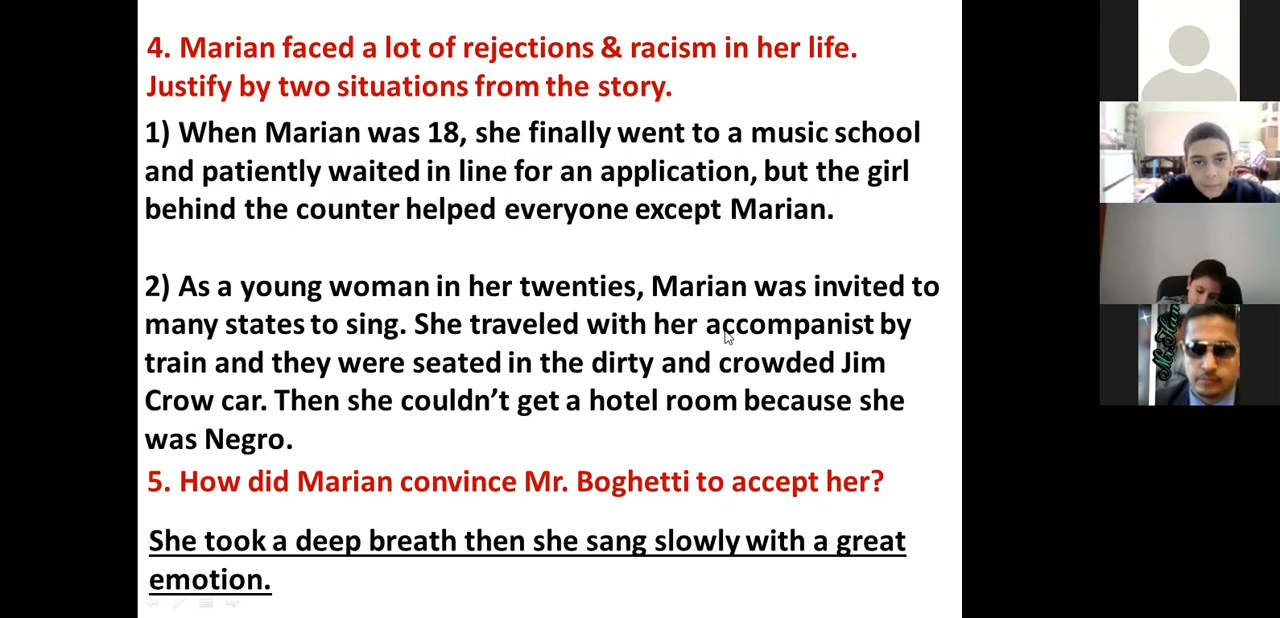 4. Marian faced a lot of rejections & racism in her life.
Justify by two situations from the story.
1) When Marian was 18, she finally went to a music school
and patiently waited in line for an application, but the girl
behind the counter helped everyone except Marian.
2) As a young woman in her twenties, Marian was invited to
many states to sing. She traveled with her accompanist by
train and they were seated in the dirty and crowded Jim
Crow car. Then she couldn’t get a hotel room because she
was Negro.
5. How did Marian convince Mr. Boghetti to accept her?
She took a deep breath then she sang slowly with a great
emotion.